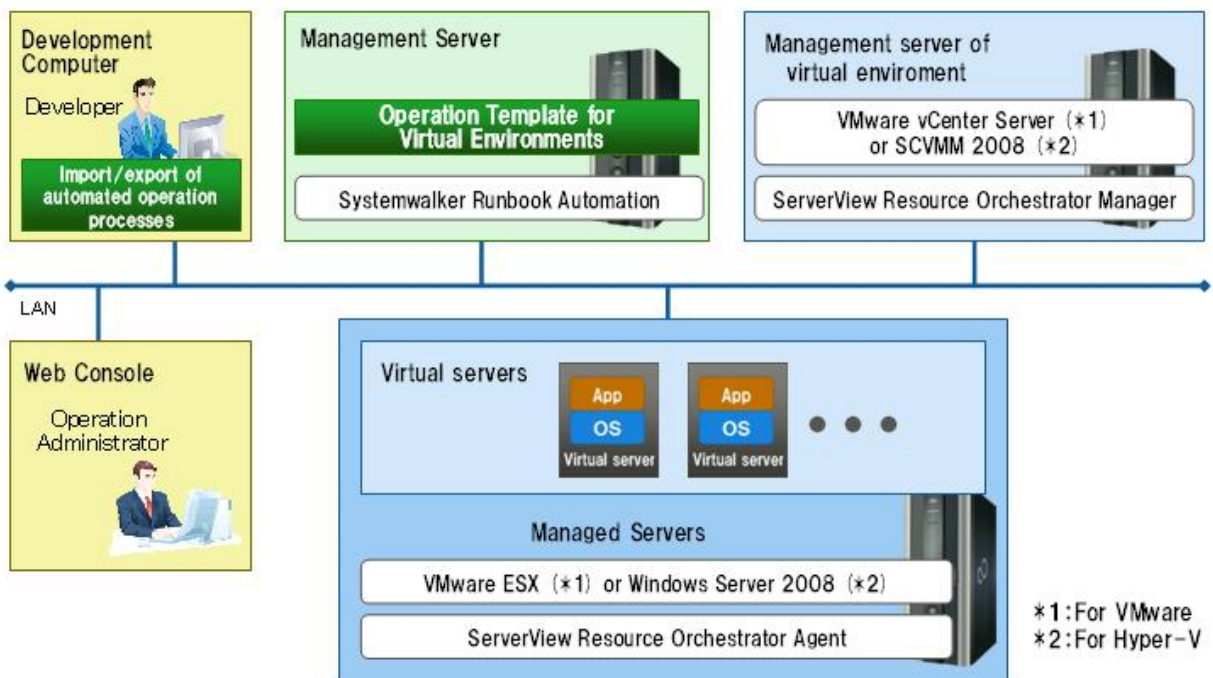 Development
Computer
Developer
Import/export of
automated operation
processes
Management Server
Operation Template for
Virtual Environments
Systemwalker Runbook Automation
Management server of
virtual enviroment
VMware vCenter Server (*1)
or SCVMM 2008 (*2)
ServerView Resource Orchestrator Manager
LAN
Web Console
Operation
Administrator
Virtual servers
App
OS
Virtual server
App
OS
Virtual server
Managed Servers
VMware ESX (*1) or Windows Server 2008 (*2)
ServerView Resource Orchestrator Agent
*1:For VMware
*2:For Hyper-V